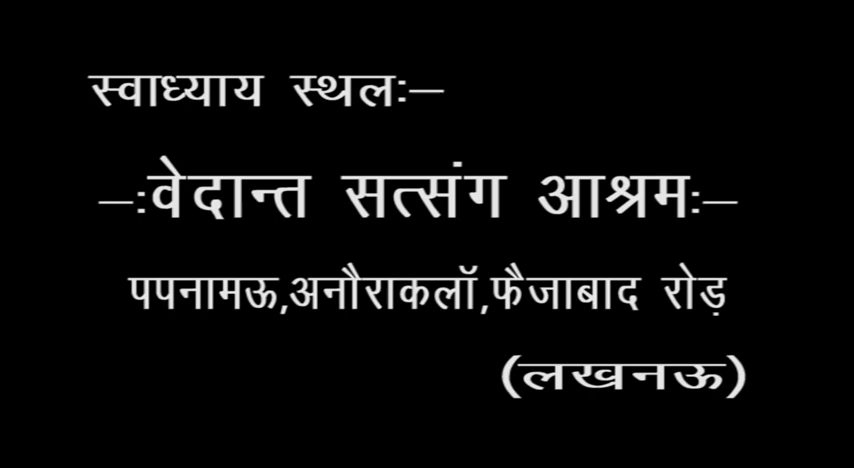 स्वाध्याय स्थलः–
–:वेदान्त सत्संग आश्रमः–
पपनामऊ,अनौराकलॉ,फैजाबाद रोड़
(लखनऊ)